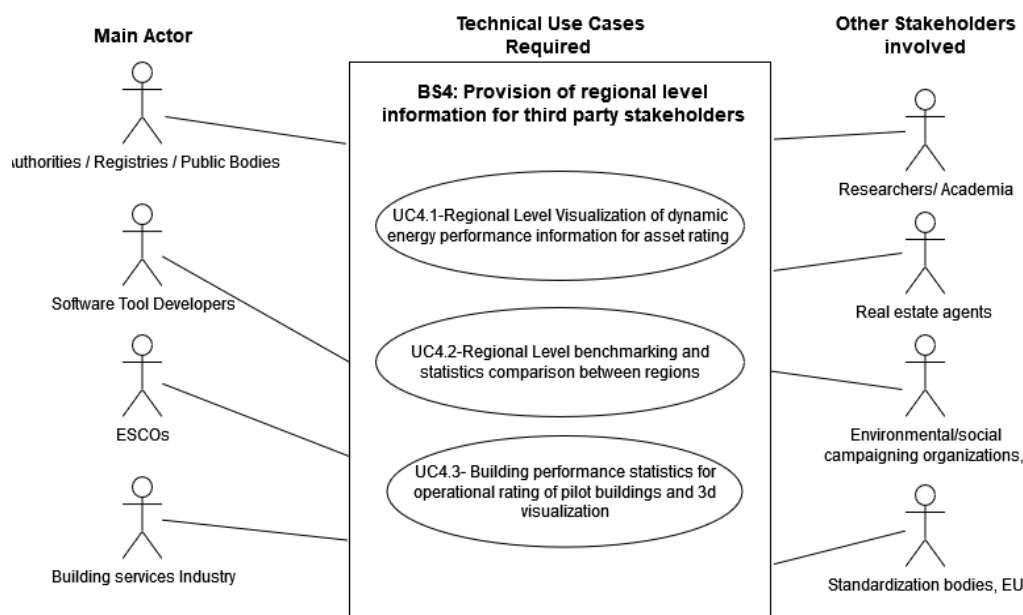 Main Actor
Technical Use Cases
Required
Other Stakeholders
involved
BS4: Provision of regional level
information for third party stakeholders
uthorities / Registries / Public Bodies
Researchers/ Academia
UC4.1-Regional Level Visualization of dynamic
energy performance information for asset rating
Software Tool Developers
Real estate agents
UC4.2-Regional Level benchmarking and
statistics comparison between regions
ESCOs
Environmental/social
campaigning organizations,
UC4.3- Building performance statistics for
operational rating of pilot buildings and 3d
visualization
Building services Industry
Standardization bodies, EU